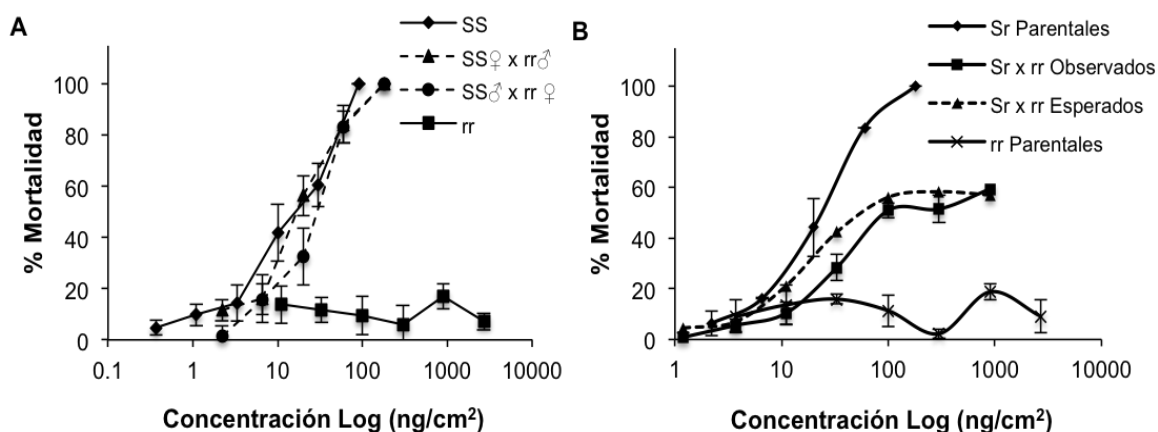 A
SS
SS♀ x rr♂
SS♂ x rr ♀
rr
% Mortalidad
100
80
60
40
20
0
0.1
1
10
100
1000
10000
Concentración Log (ng/cm²)
B
Sr Parentales
Sr x rr Observados
Sr x rr Esperados
rr Parentales
% Mortalidad
100
80
60
40
20
0
1
10
100
1000
10000
Concentración Log (ng/cm²)